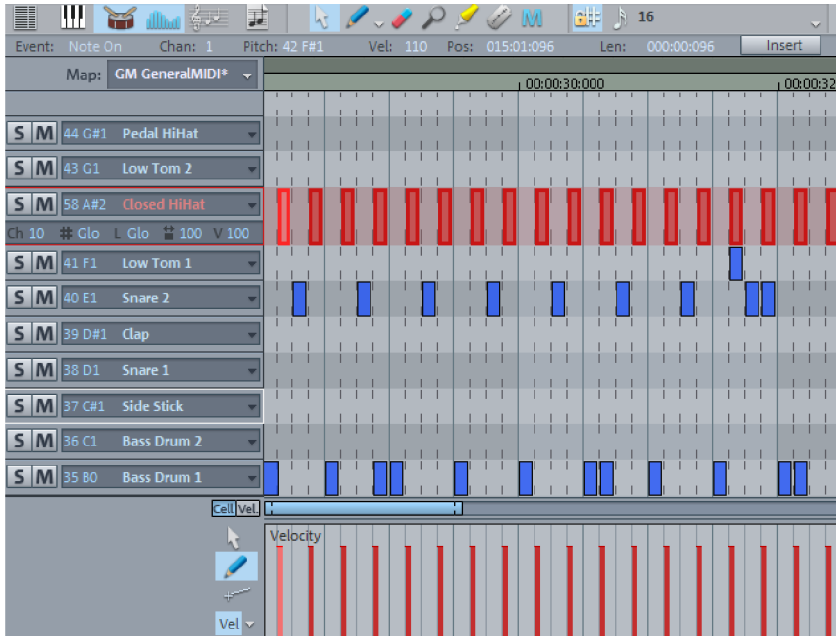 16
Event: Note On Chan: 1 Pitch: 42 F#1 Vel: 110 Pos: 015:01:096 Len: 000:00:096 Insert
Map: GM GeneralMIDI*
00:00:30:000 00:00:32
S M 44 G#1 Pedal HiHat
S M 43 G1 Low Tom 2
S M 58 A#2 Closed HiHat
Ch 10 # Glo L Glo 100 V 100
S M 41 F1 Low Tom 1
S M 40 E1 Snare 2
S M 39 D#1 Clap
S M 38 D1 Snare 1
S M 37 C#1 Side Stick
S M 36 C1 Bass Drum 2
S M 35 B0 Bass Drum 1
Cell Vel.
Velocity
Vel